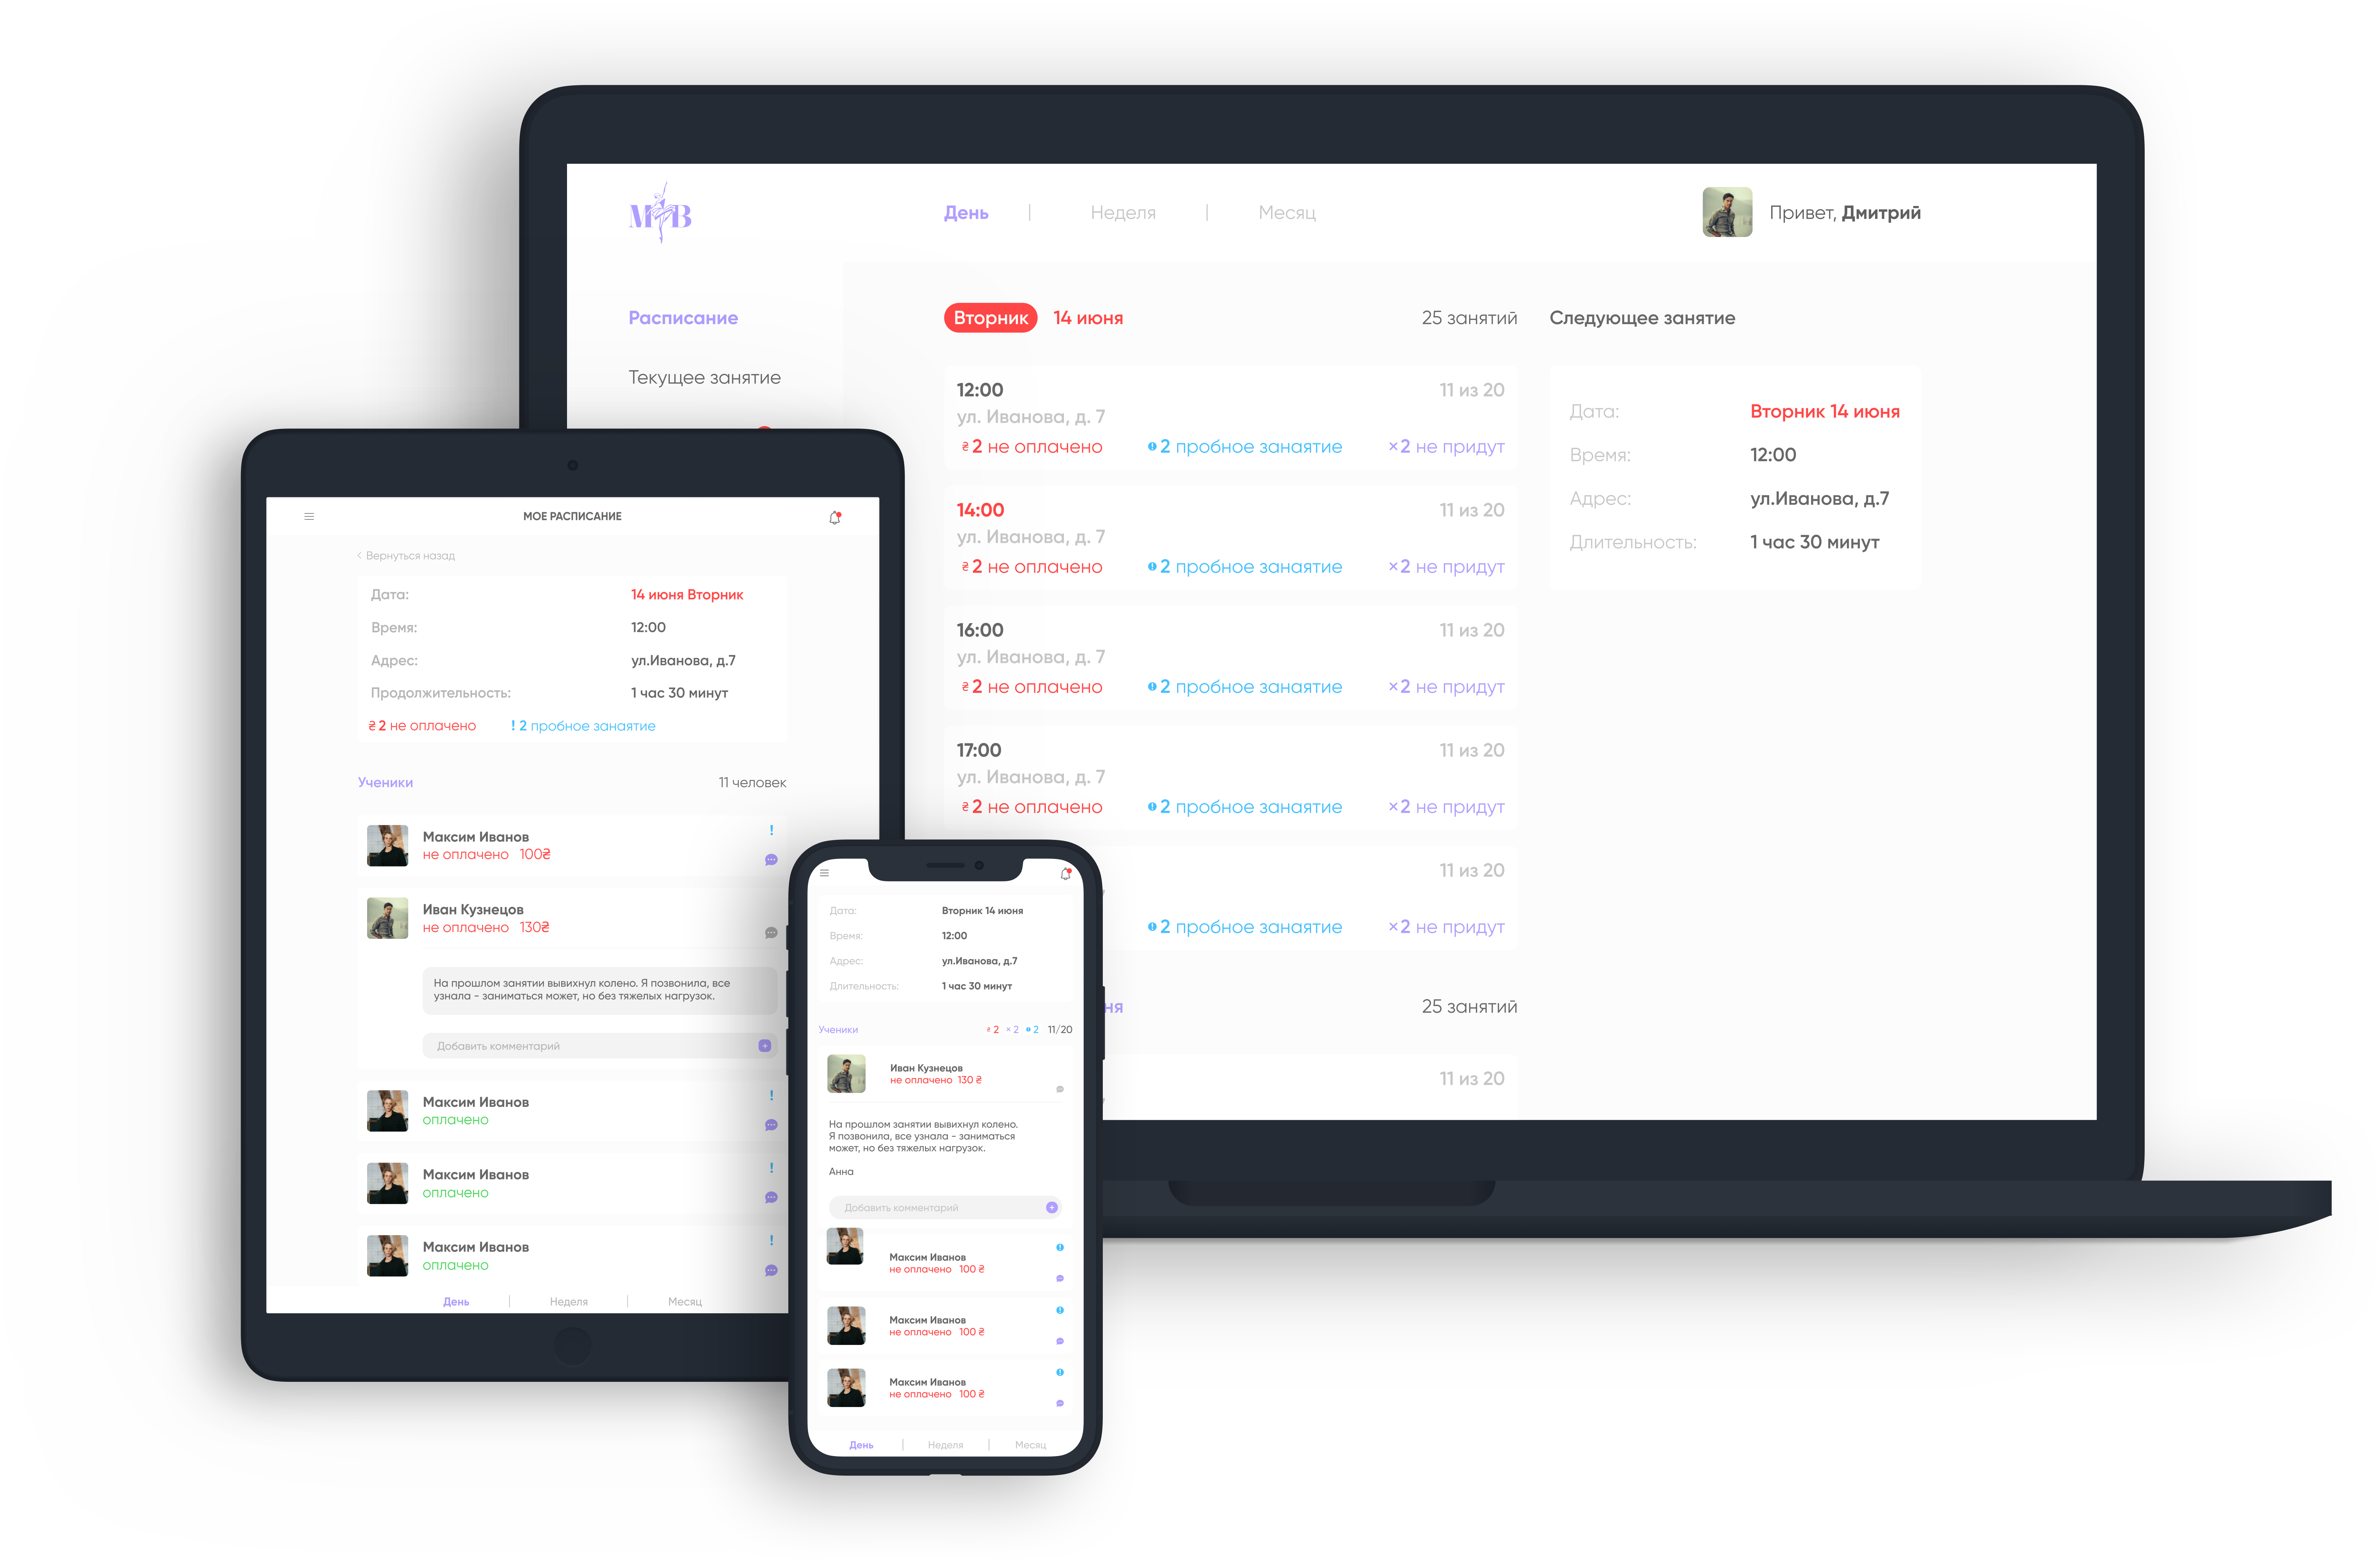 M B
День | Неделя | Месяц
Привет, Дмитрий
Расписание
Текущее занятие
Вторник 14 июня
25 занятий
12:00
11 из 20
ул. Иванова, д. 7
₴ 2 не оплачено
2 пробное занаятие
×2 не придут
14:00
11 из 20
ул. Иванова, д. 7
₴ 2 не оплачено
2 пробное занаятие
×2 не придут
16:00
11 из 20
ул. Иванова, д. 7
₴ 2 не оплачено
2 пробное занаятие
×2 не придут
17:00
11 из 20
ул. Иванова, д. 7
₴ 2 не оплачено
2 пробное занаятие
×2 не придут
11 из 20
2 пробное занаятие
×2 не придут
ня
25 занятий
11 из 20
Следующее занятие
Дата: Вторник 14 июня
Время: 12:00
Адрес: ул.Иванова, д.7
Длительность: 1 час 30 минут
МОЕ РАСПИСАНИЕ
Вернуться назад
Дата: 14 июня Вторник
Время: 12:00
Адрес: ул.Иванова, д.7
Продолжительность: 1 час 30 минут
₴ 2 не оплачено ! 2 пробное занаятие
Ученики 11 человек
Максим Иванов !
не оплачено 100₴
Иван Кузнецов
не оплачено 130₴
На прошлом занятии вывихнул колено. Я позвонила, все
узнала - заниматься может, но без тяжелых нагрузок.
Добавить комментарий +
Максим Иванов !
оплачено
Максим Иванов !
оплачено
Максим Иванов !
оплачено
День | Неделя | Месяц
Дата: Вторник 14 июня
Время: 12:00
Адрес: ул.Иванова, д.7
Длительность: 1 час 30 минут
Ученики ₴ 2 × 2 2 11/20
Иван Кузнецов
не оплачено 130 ₴
На прошлом занятии вывихнул колено.
Я позвонила, все узнала - заниматься
может, но без тяжелых нагрузок.
Анна
Добавить комментарий +
Максим Иванов
не оплачено 100 ₴
Максим Иванов
не оплачено 100 ₴
Максим Иванов
не оплачено 100 ₴
День | Неделя | Месяц